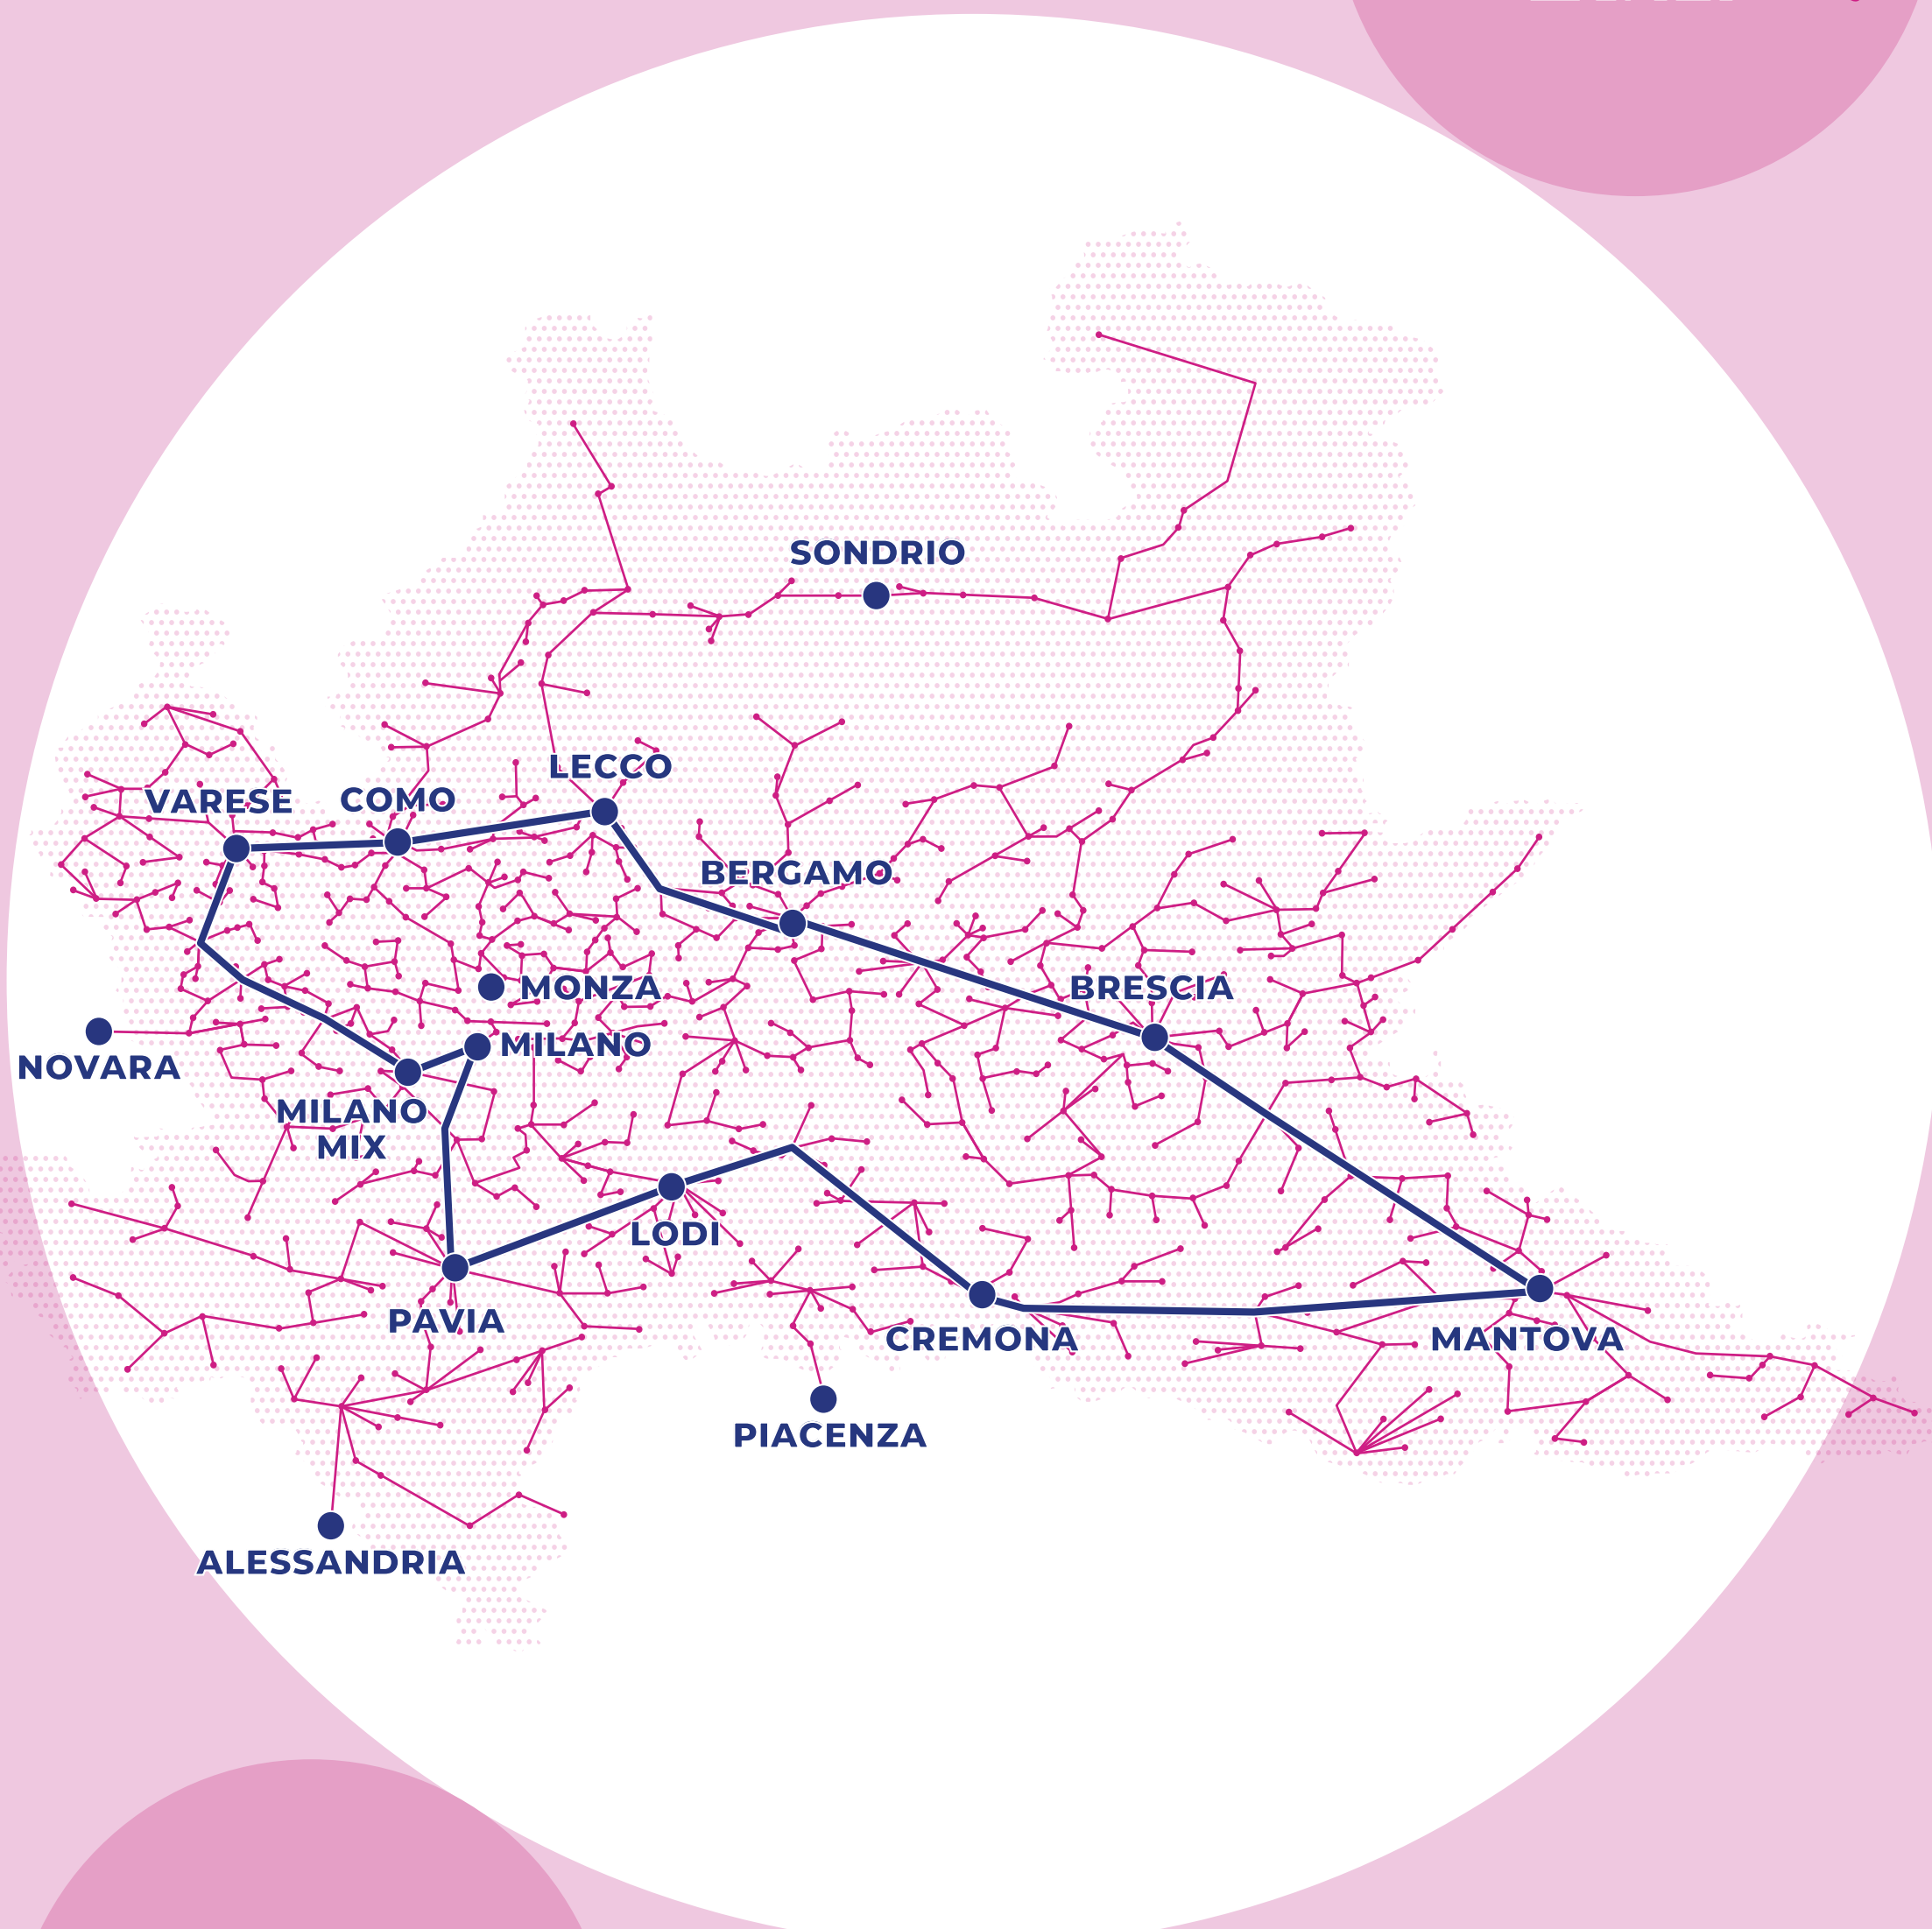 SONDRIO
LECCO
VARESE
COMO
BERGAMO
MONZA
BRESCIA
MILANO
NOVARA
MILANO
MIX
LODI
PAVIA
CREMONA
MANTOVA
PIACENZA
ALESSANDRIA